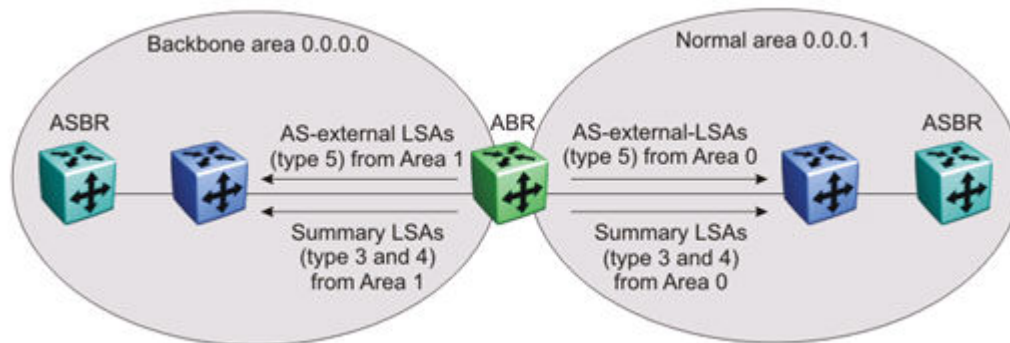 Backbone area 0.0.0.0
Normal area 0.0.0.1
ASBR
ABR
ASBR
AS-external LSAs
(type 5) from Area 1
AS-external-LSAs
(type 5) from Area 0
Summary LSAs
(type 3 and 4)
from Area 1
Summary LSAs
(type 3 and 4)
from Area 0